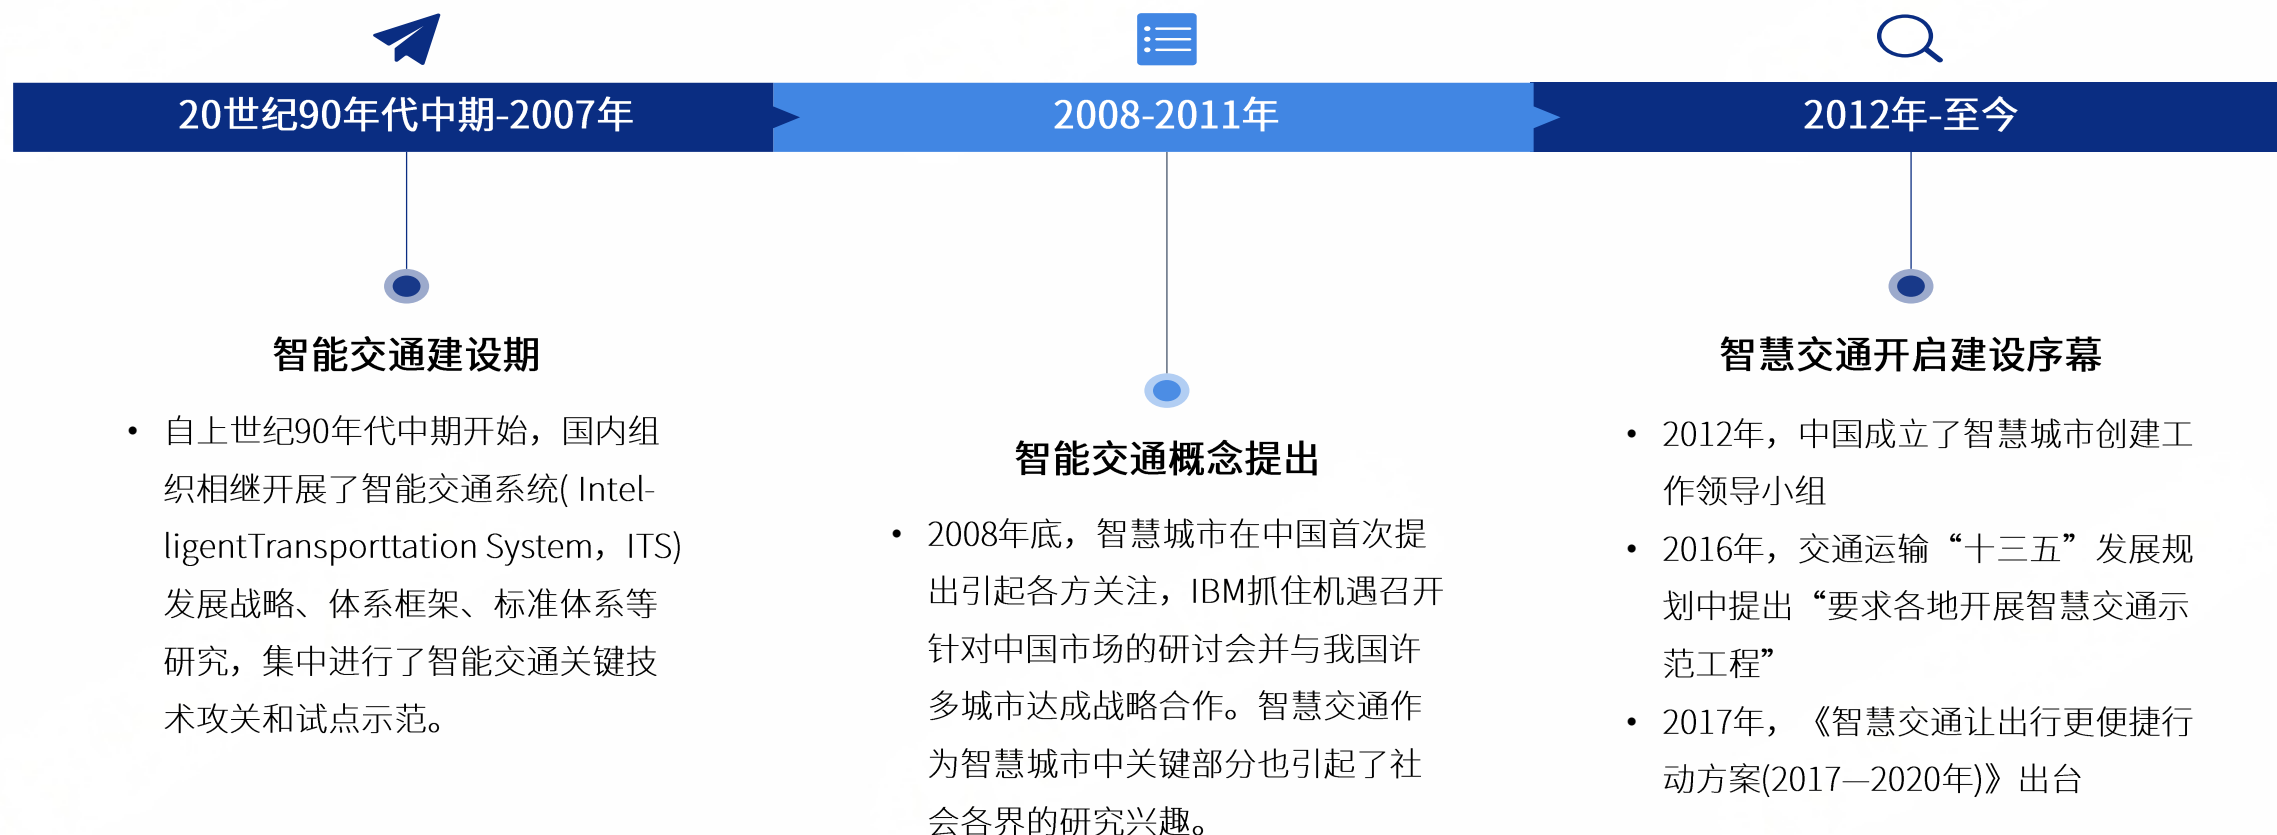 20世纪90年代中期-2007年
2008-2011年
2012年-至今
智能交通建设期
• 自上世纪90年代中期开始，国内组
织相继开展了智能交通系统( Intel-
ligentTransporttation System，ITS)
发展战略、体系框架、标准体系等
研究，集中进行了智能交通关键技
术攻关和试点示范。
智能交通概念提出
• 2008年底，智慧城市在中国首次提
出引起各方关注，IBM抓住机遇召开
针对中国市场的研讨会并与我国许
多城市达成战略合作。智慧交通作
为智慧城市中关键部分也引起了社
会各界的研究兴趣。
智慧交通开启建设序幕
• 2012年，中国成立了智慧城市创建工
作领导小组
• 2016年，交通运输“十三五”发展规
划中提出“要求各地开展智慧交通示
范工程”
• 2017年，《智慧交通让出行更便捷行
动方案(2017—2020年)》出台